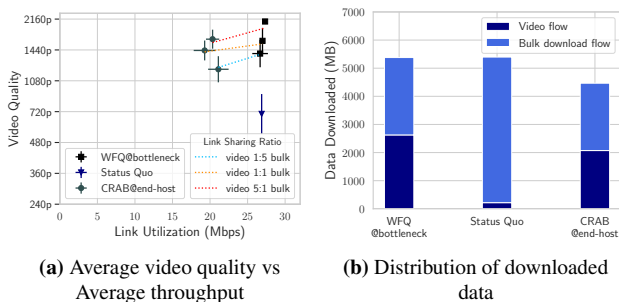 2160p
1440p
1080p
720p
480p
360p
240p
Video Quality
Link Sharing Ratio
WFQ@bottleneck
Status Quo
CRAB@end-host
video 1:5 bulk
video 1:1 bulk
video 5:1 bulk
0 5 10 15 20 25 30
Link Utilization (Mbps)
(a) Average video quality vs
Average throughput
7000
6000
5000
4000
3000
2000
1000
0
Data Downloaded (MB)
Video flow
Bulk download flow
WFQ
@bottleneck
Status Quo
CRAB
@end-host
(b) Distribution of downloaded
data